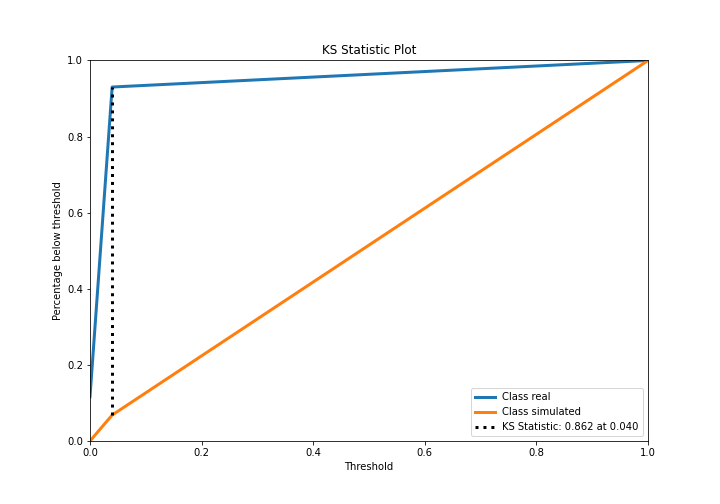 KS Statistic Plot
Percentage below threshold
1.0
0.8
0.6
0.4
0.2
0.0
0.0 0.2 0.4 0.6 0.8 1.0
Threshold
Class real
Class simulated
KS Statistic: 0.862 at 0.040